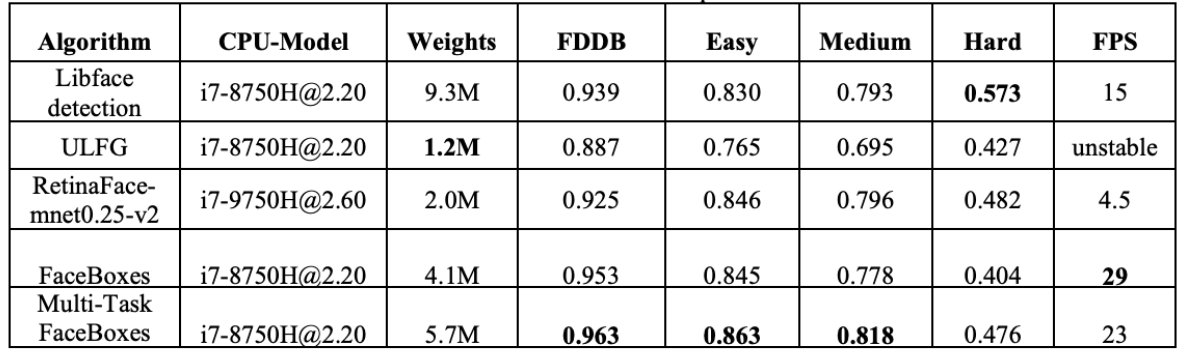 Algorithm CPU-Model Weights FDDB Easy Medium Hard FPS
Libface
detection i7-8750H@2.20 9.3M 0.939 0.830 0.793 0.573 15
ULFG i7-8750H@2.20 1.2M 0.887 0.765 0.695 0.427 unstable
RetinaFace-
mnet0.25-v2 i7-9750H@2.60 2.0M 0.925 0.846 0.796 0.482 4.5
FaceBoxes i7-8750H@2.20 4.1M 0.953 0.845 0.778 0.404 29
Multi-Task
FaceBoxes i7-8750H@2.20 5.7M 0.963 0.863 0.818 0.476 23